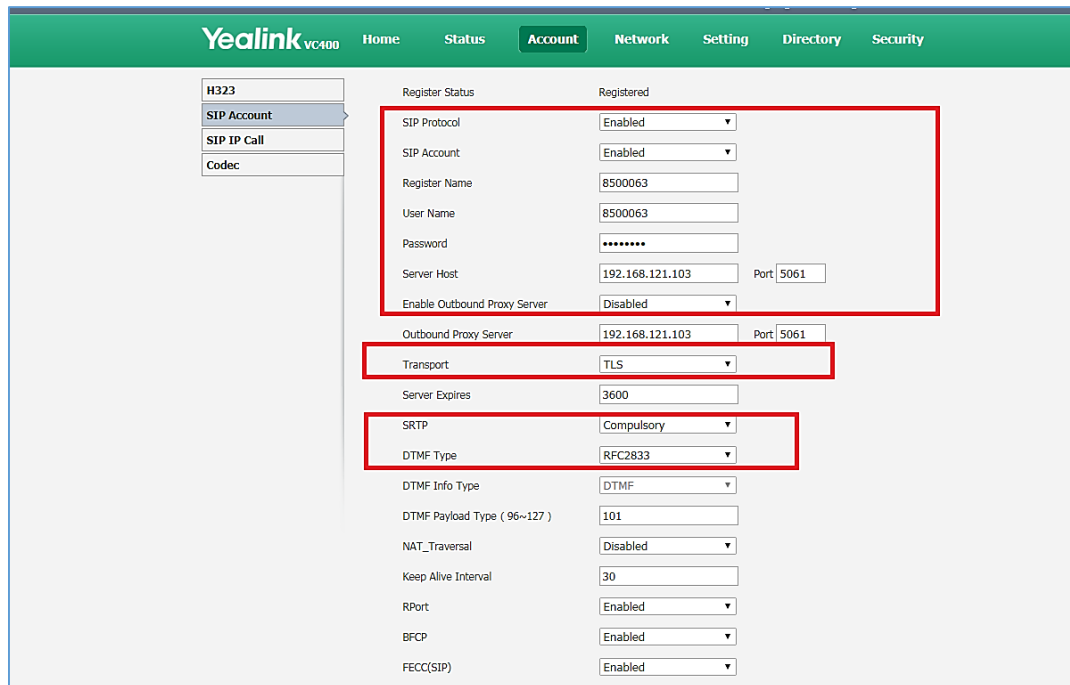 Yealink VC400 Home Status Account Network Setting Directory Security
H323
SIP Account
SIP IP Call
Codec
Register Status Registered
SIP Protocol Enabled
SIP Account Enabled
Register Name 8500063
User Name 8500063
Password ••••••••
Server Host 192.168.121.103 Port 5061
Enable Outbound Proxy Server Disabled
Outbound Proxy Server 192.168.121.103 Port 5061
Transport TLS
Server Expires 3600
SRTP Compulsory
DTMF Type RFC2833
DTMF Info Type DTMF
DTMF Payload Type ( 96~127 ) 101
NAT_Traversal Disabled
Keep Alive Interval 30
RPort Enabled
BFCP Enabled
FECC(SIP) Enabled